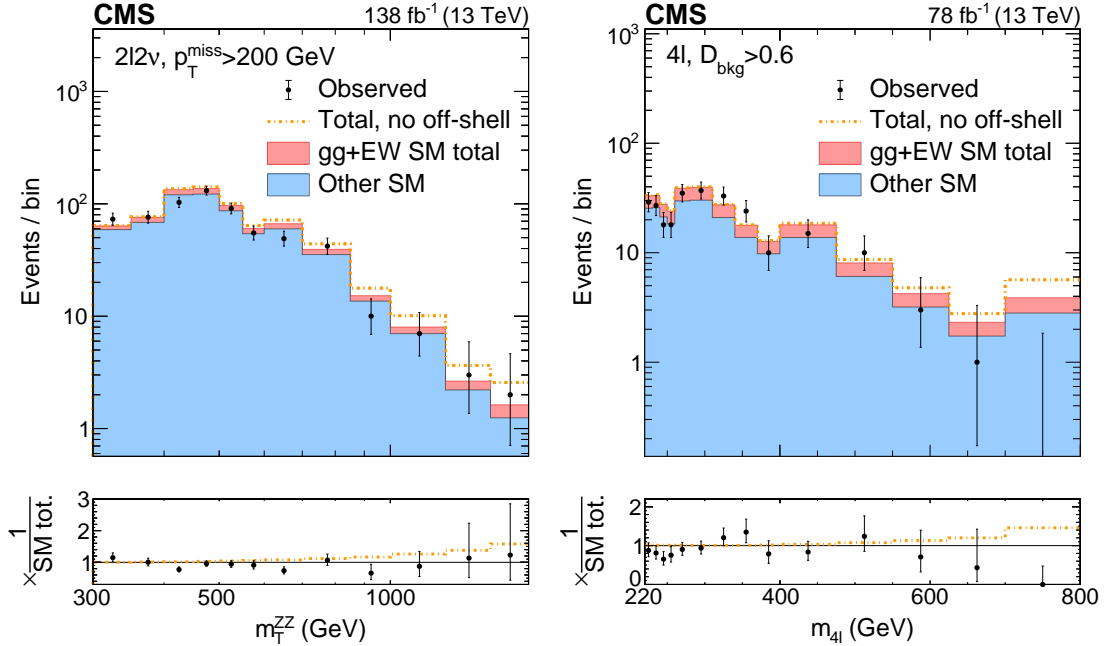 CMS 138 fb⁻¹ (13 TeV)
2l2ν, p_T^miss>200 GeV
Observed
Total, no off-shell
gg+EW SM total
Other SM
Events / bin
10³
10²
10
1
× 1/SM tot.
3
2
1
300 500 1000
m_T^ZZ (GeV)
CMS 78 fb⁻¹ (13 TeV)
4l, D_bkg>0.6
Observed
Total, no off-shell
gg+EW SM total
Other SM
Events / bin
10³
10²
10
1
× 1/SM tot.
2
1
0
220 400 600 800
m_4l (GeV)